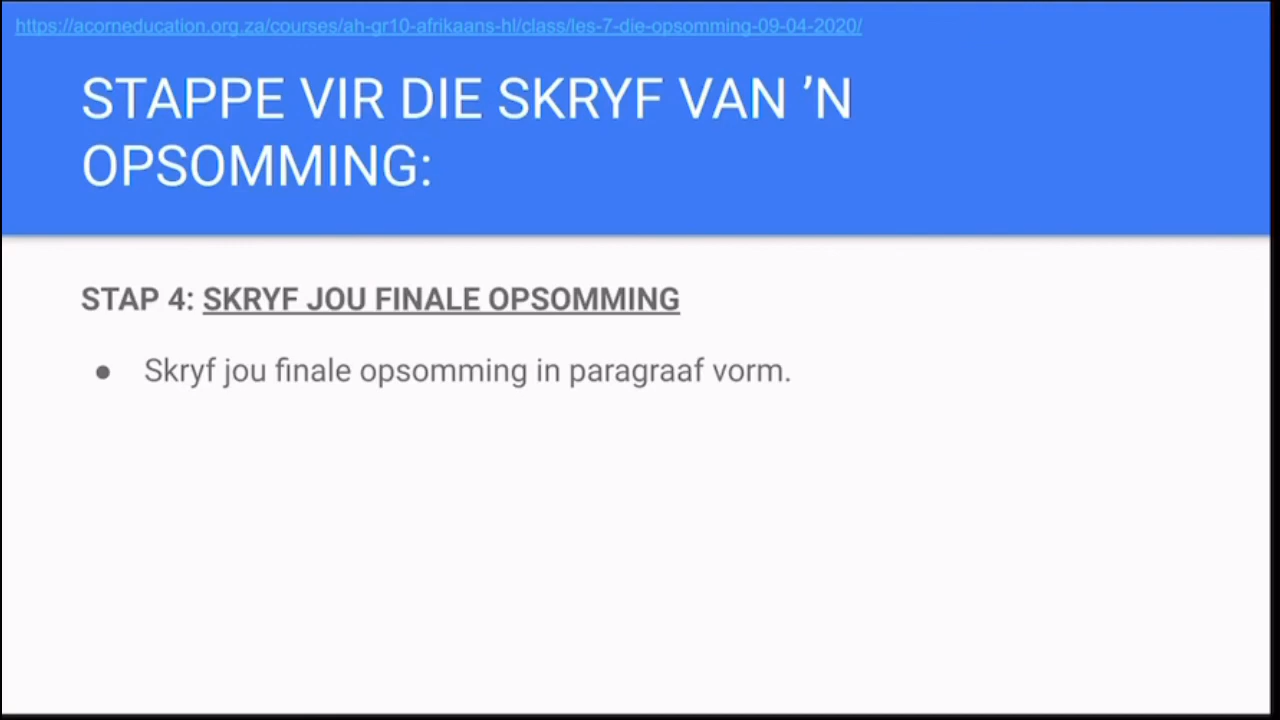 https://acorneducation.org.za/courses/ah-gr10-afrikaans-hl/class/les-7-die-opsomming-09-04-2020/
STAPPE VIR DIE SKRYF VAN ’N
OPSOMMING:
STAP 4: SKRYF JOU FINALE OPSOMMING
● Skryf jou finale opsomming in paragraaf vorm.